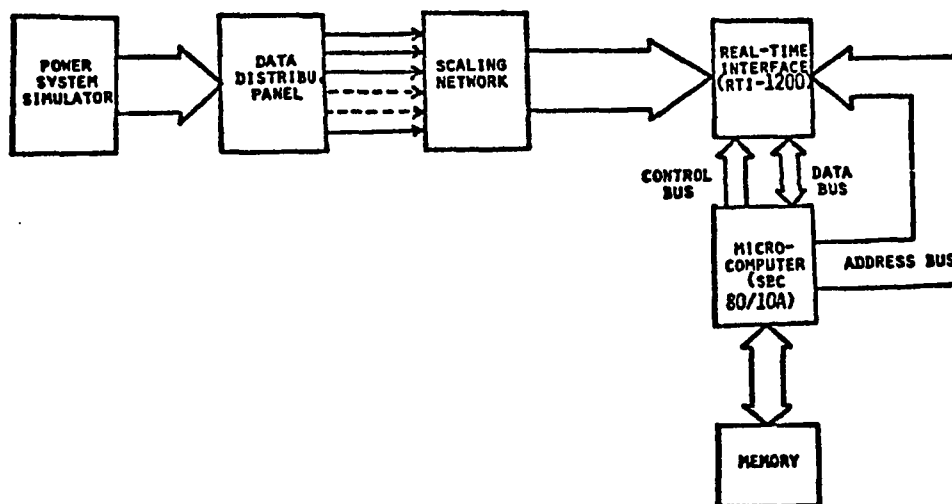 POWER
SYSTEM
SIMULATOR
DATA
DISTRIBU.
PANEL
SCALING
NETWORK
REAL-TIME
INTERFACE
(RTI-1200)
CONTROL
BUS
DATA
BUS
MICRO-
COMPUTER
(SBC
80/10A)
ADDRESS BUS
MEMORY